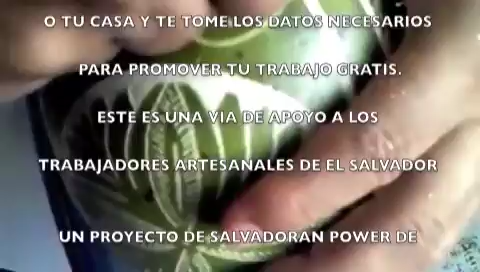 O TU CASA Y TE TOME LOS DATOS NECESARIOS
PARA PROMOVER TU TRABAJO GRATIS.
ESTE ES UNA VIA DE APOYO A LOS
TRABAJADORES ARTESANALES DE EL SALVADOR
UN PROYECTO DE SALVADORAN POWER DE